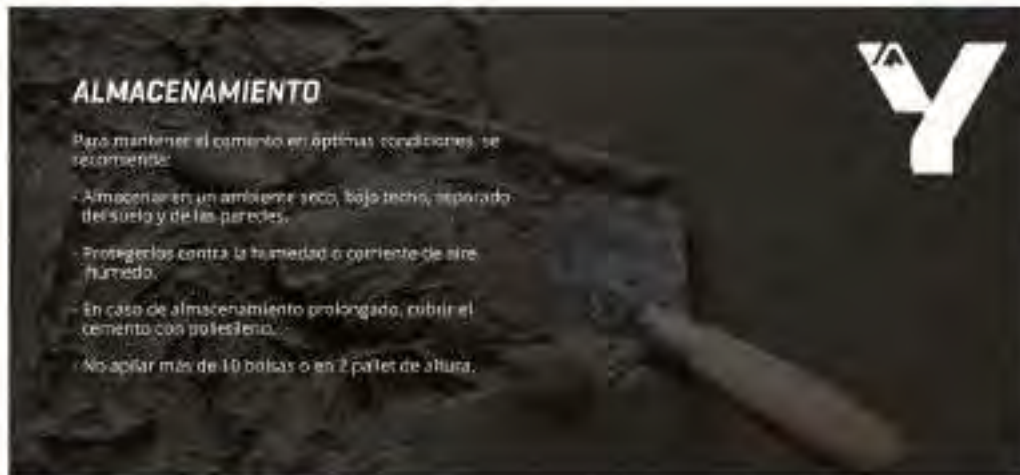 ALMACENAMIENTO
Para mantener el cemento en óptimas condiciones, se
recomienda:
- Almacenar en un ambiente seco, bajo techo, separado
del suelo y de las paredes.
- Protegerlos contra la humedad o corriente de aire
húmedo.
- En caso de almacenamiento prolongado, cubrir el
cemento con polietileno.
- No apilar más de 10 bolsas o en 2 pallet de altura.
Y